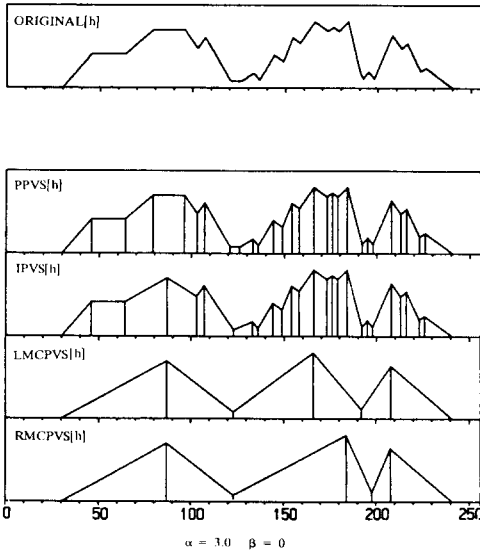 ORIGINAL[h]
PPVS[h]
IPVS[h]
LMCPVS[h]
RMCPVS[h]
0 50 100 150 200 250
α = 3.0 β = 0